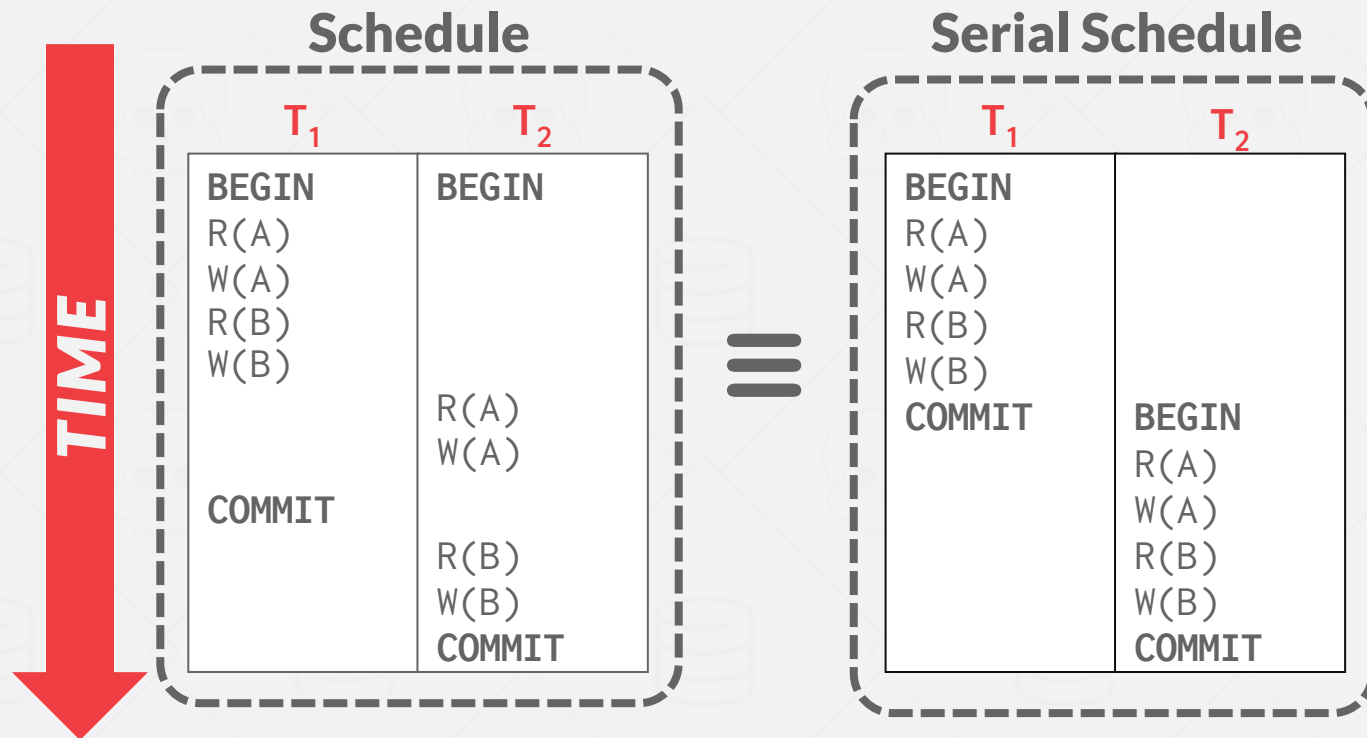 Schedule
Serial Schedule
TIME
T₁ T₂
BEGIN BEGIN
R(A)
W(A)
R(B)
W(B)
R(A)
W(A)
COMMIT
R(B)
W(B)
COMMIT
≡
T₁ T₂
BEGIN
R(A)
W(A)
R(B)
W(B)
COMMIT BEGIN
R(A)
W(A)
R(B)
W(B)
COMMIT